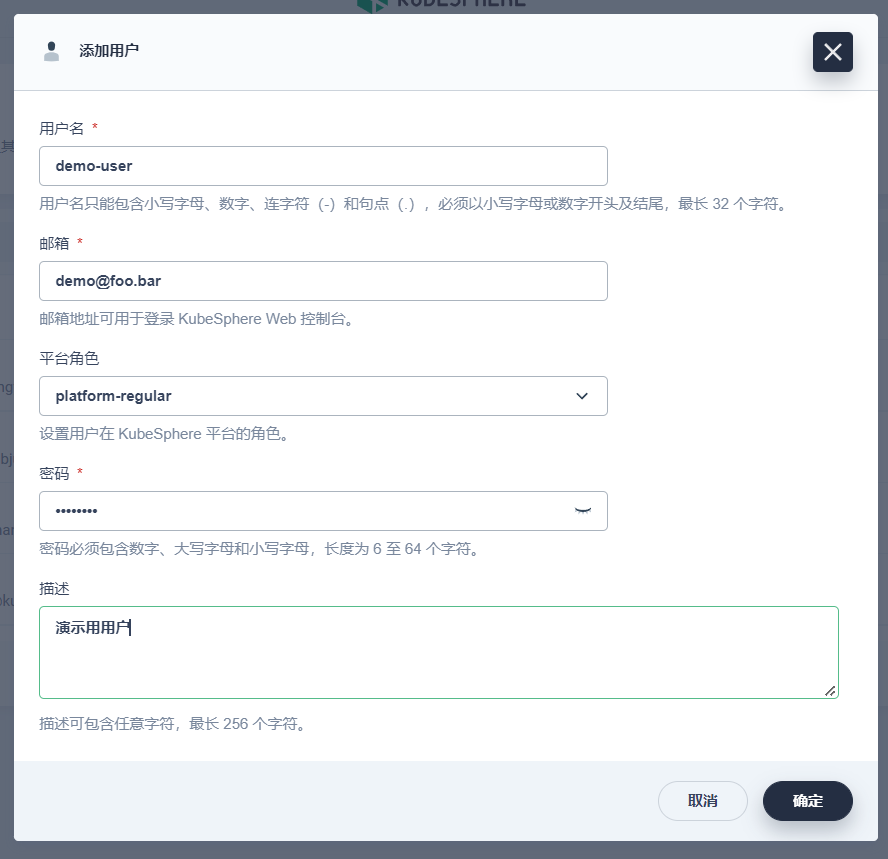 KUBESPHERE
添加用户
用户名 *
demo-user
用户名只能包含小写字母、数字、连字符（-）和句点（.），必须以小写字母或数字开头及结尾，最长 32 个字符。
邮箱 *
demo@foo.bar
邮箱地址可用于登录 KubeSphere Web 控制台。
平台角色
platform-regular
设置用户在 KubeSphere 平台的角色。
密码 *
••••••••
密码必须包含数字、大写字母和小写字母，长度为 6 至 64 个字符。
描述
演示用用户
描述可包含任意字符，最长 256 个字符。
取消 确定